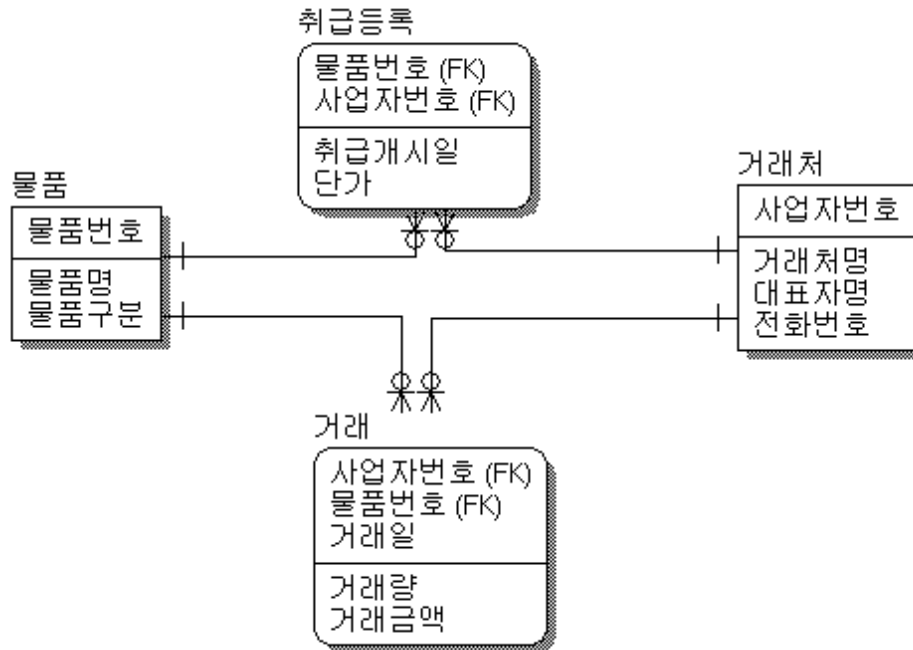 취급등록
물품번호 (FK)
사업자번호 (FK)
취급개시일
단가
물품
물품번호
물품명
물품구분
거래처
사업자번호
거래처명
대표자명
전화번호
거래
사업자번호 (FK)
물품번호 (FK)
거래일
거래량
거래금액